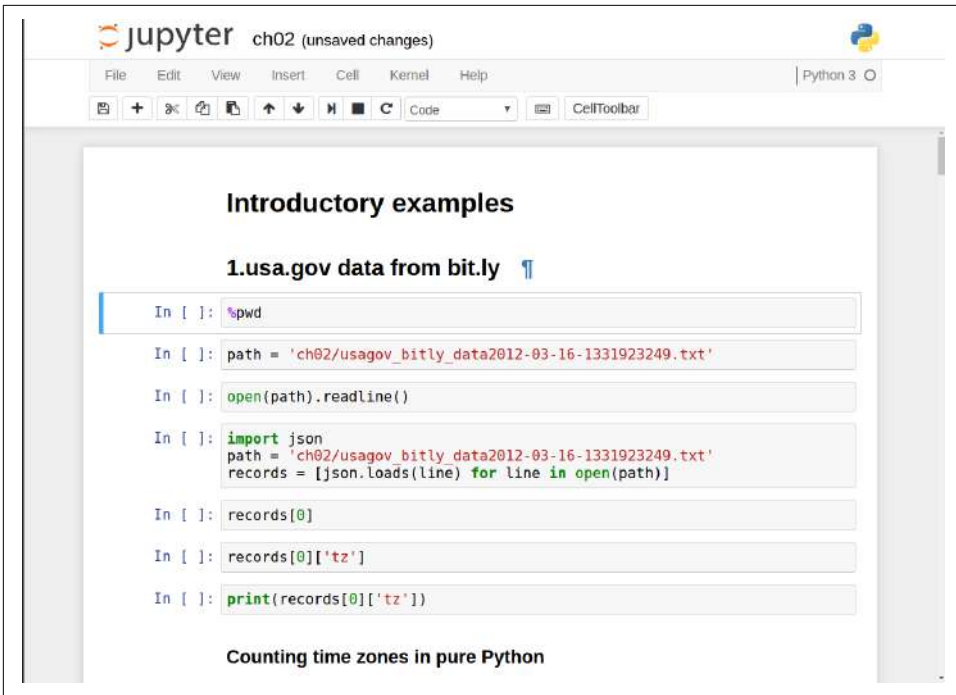 jupyter ch02 (unsaved changes)
File Edit View Insert Cell Kernel Help Python 3
Code CellToolbar
Introductory examples
1.usa.gov data from bit.ly ¶
In [ ]: %pwd
In [ ]: path = 'ch02/usagov_bitly_data2012-03-16-1331923249.txt'
In [ ]: open(path).readline()
In [ ]: import json
path = 'ch02/usagov_bitly_data2012-03-16-1331923249.txt'
records = [json.loads(line) for line in open(path)]
In [ ]: records[0]
In [ ]: records[0]['tz']
In [ ]: print(records[0]['tz'])
Counting time zones in pure Python